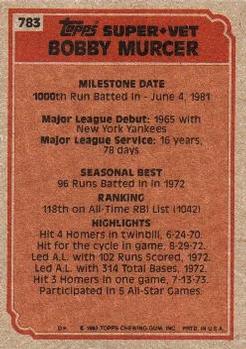 783
Topps SUPER•VET
BOBBY MURCER
MILESTONE DATE
1000th Run Batted In - June 4, 1981
Major League Debut: 1965 with
New York Yankees
Major League Service: 16 years,
78 days
SEASONAL BEST
96 Runs Batted In in 1972
RANKING
118th on All-Time RBI List (1042)
HIGHLIGHTS
Hit 4 Homers in twinbill, 6-24-70.
Hit for the cycle in game, 8-29-72.
Led A.L. with 102 Runs Scored, 1972.
Led A.L. with 314 Total Bases, 1972.
Hit 3 Homers in one game, 7-13-73.
Participated in 5 All-Star Games.
D* © 1983 TOPPS CHEWING GUM, INC. PRTD. IN U.S.A.